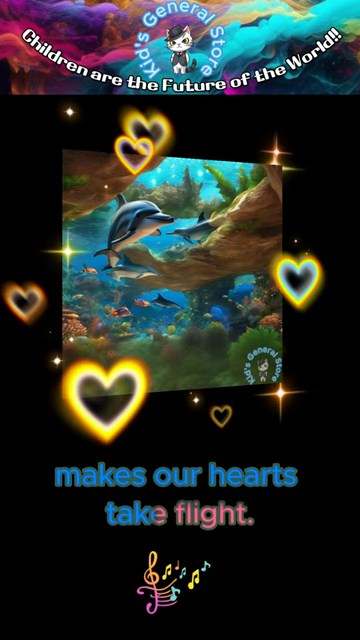 Kid's General Store
Children are the Future of the World!!
Kid's General Store
makes our hearts
take flight.